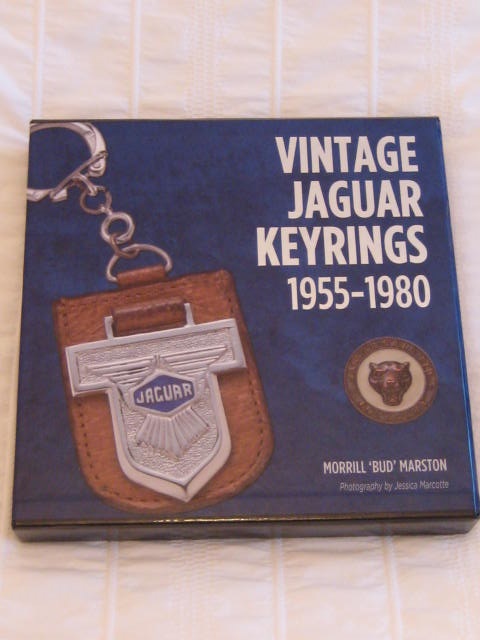 VINTAGE
JAGUAR
KEYRINGS
1955-1980
JAGUAR
MORRILL 'BUD' MARSTON
Photography by Jessica Marcotte